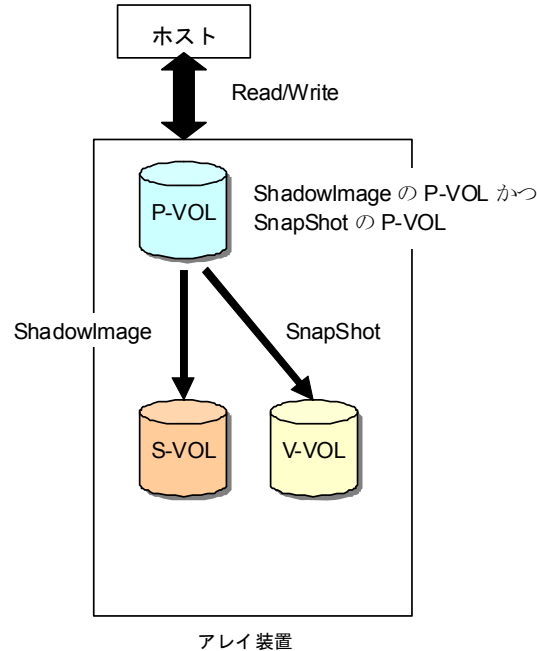 ホスト
Read/Write
P-VOL
ShadowImage の P-VOL かつ
SnapShot の P-VOL
ShadowImage
SnapShot
S-VOL
V-VOL
アレイ装置